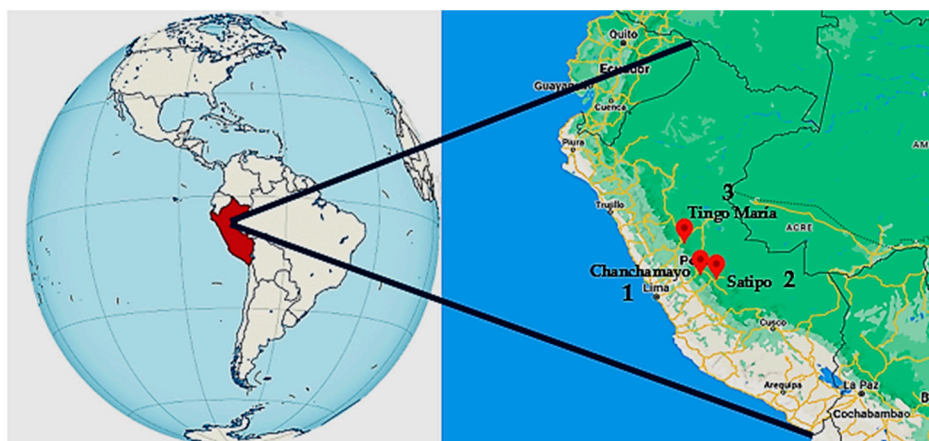 Quito
Ecuador
Cuenca
Piura
3
Trujillo
Tingo María
ACRE
Chanchamayo
Satipo 2
1
Lima
Cusco
Arequipa
La Paz
Cochabambao